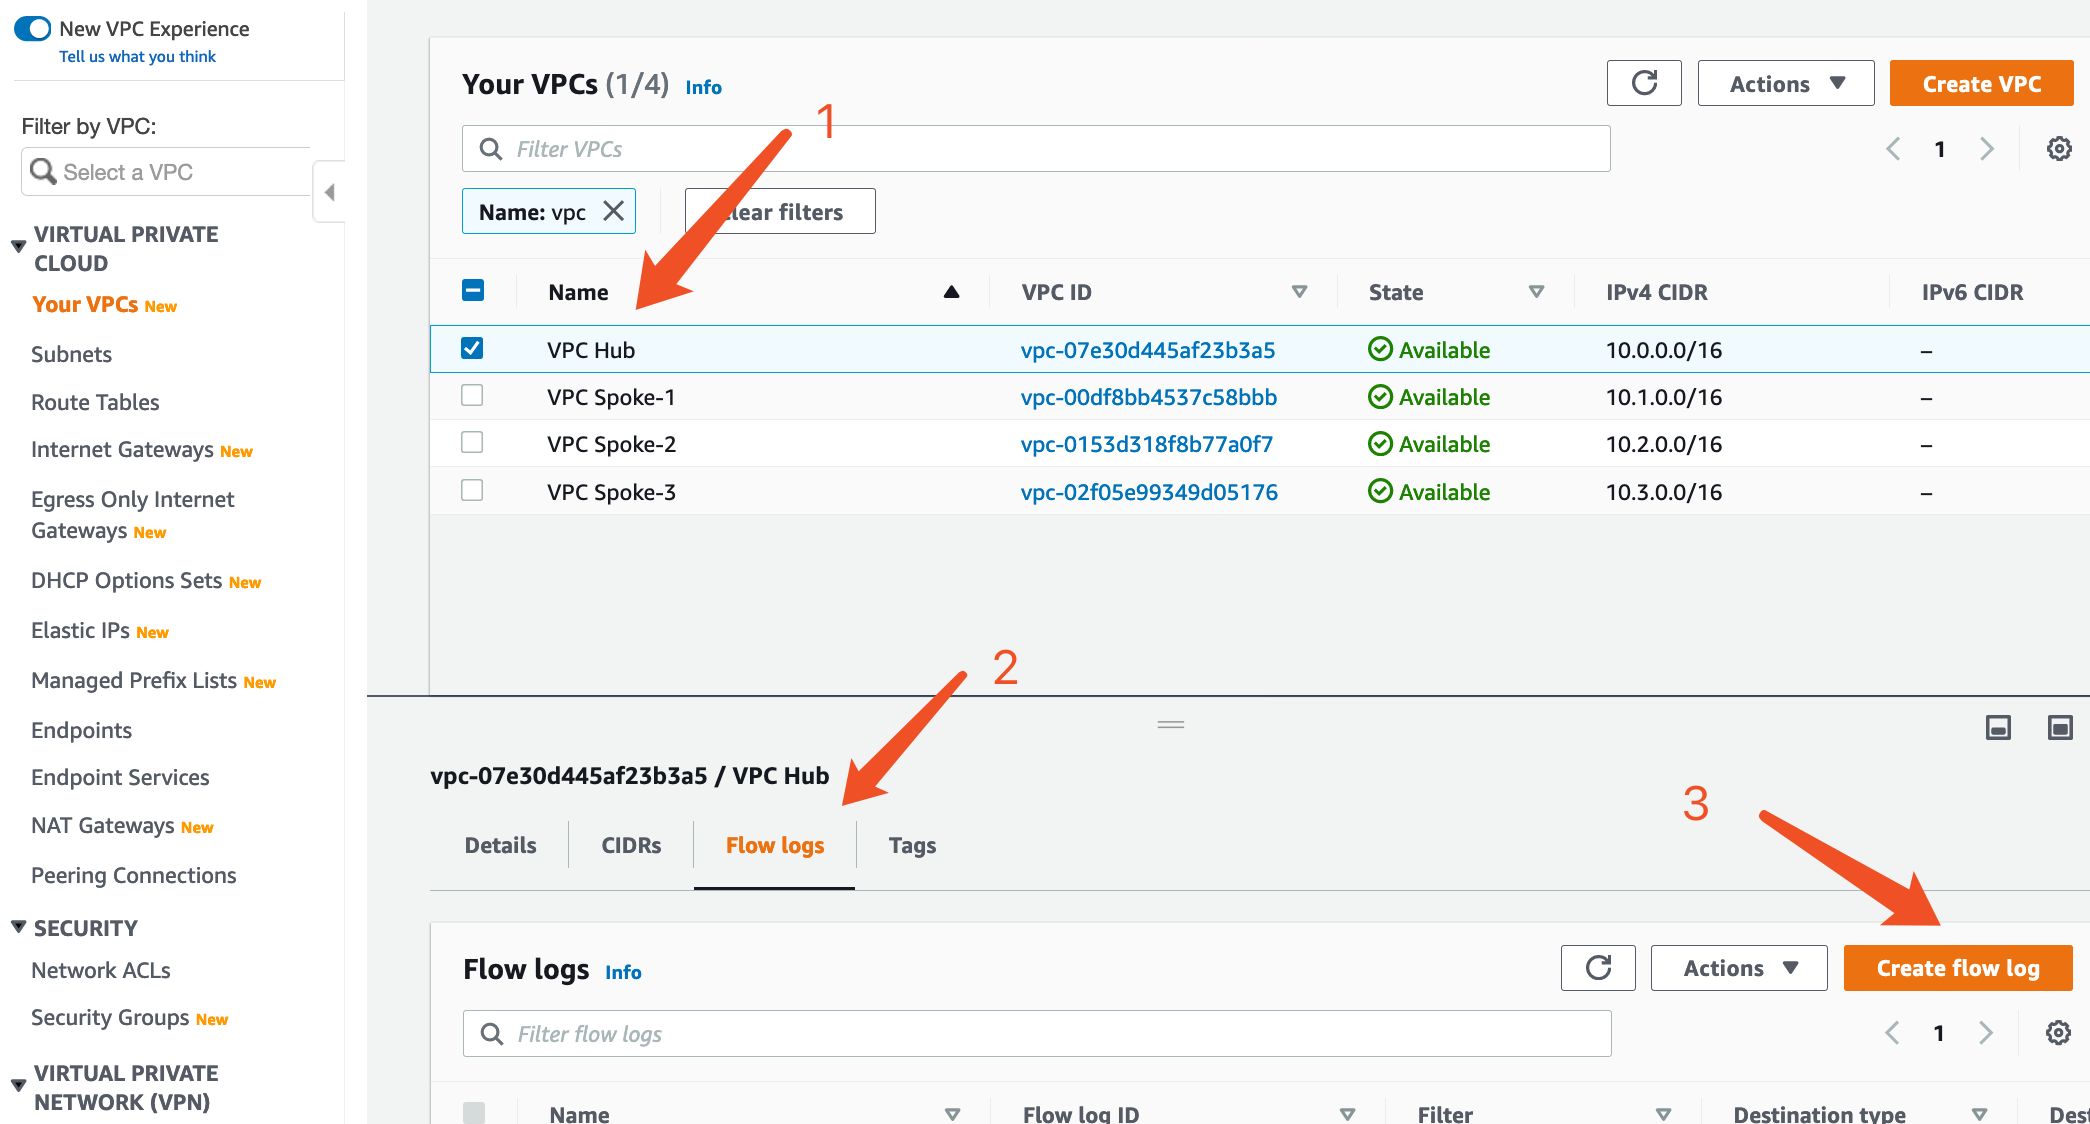 New VPC Experience
Tell us what you think
Filter by VPC:
Select a VPC
VIRTUAL PRIVATE
CLOUD
Your VPCs New
Subnets
Route Tables
Internet Gateways New
Egress Only Internet
Gateways New
DHCP Options Sets New
Elastic IPs New
Managed Prefix Lists New
Endpoints
Endpoint Services
NAT Gateways New
Peering Connections
SECURITY
Network ACLs
Security Groups New
VIRTUAL PRIVATE
NETWORK (VPN)
Your VPCs (1/4) Info
Actions
Create VPC
1
Filter VPCs
1
Name: vpc
lear filters
Name VPC ID State IPv4 CIDR IPv6 CIDR
VPC Hub vpc-07e30d445af23b3a5 Available 10.0.0.0/16 –
VPC Spoke-1 vpc-00df8bb4537c58bbb Available 10.1.0.0/16 –
VPC Spoke-2 vpc-0153d318f8b77a0f7 Available 10.2.0.0/16 –
VPC Spoke-3 vpc-02f05e99349d05176 Available 10.3.0.0/16 –
2
vpc-07e30d445af23b3a5 / VPC Hub
3
Details CIDRs Flow logs Tags
Flow logs Info
Actions
Create flow log
Filter flow logs
1
Name Flow log ID Filter Destination type Dest